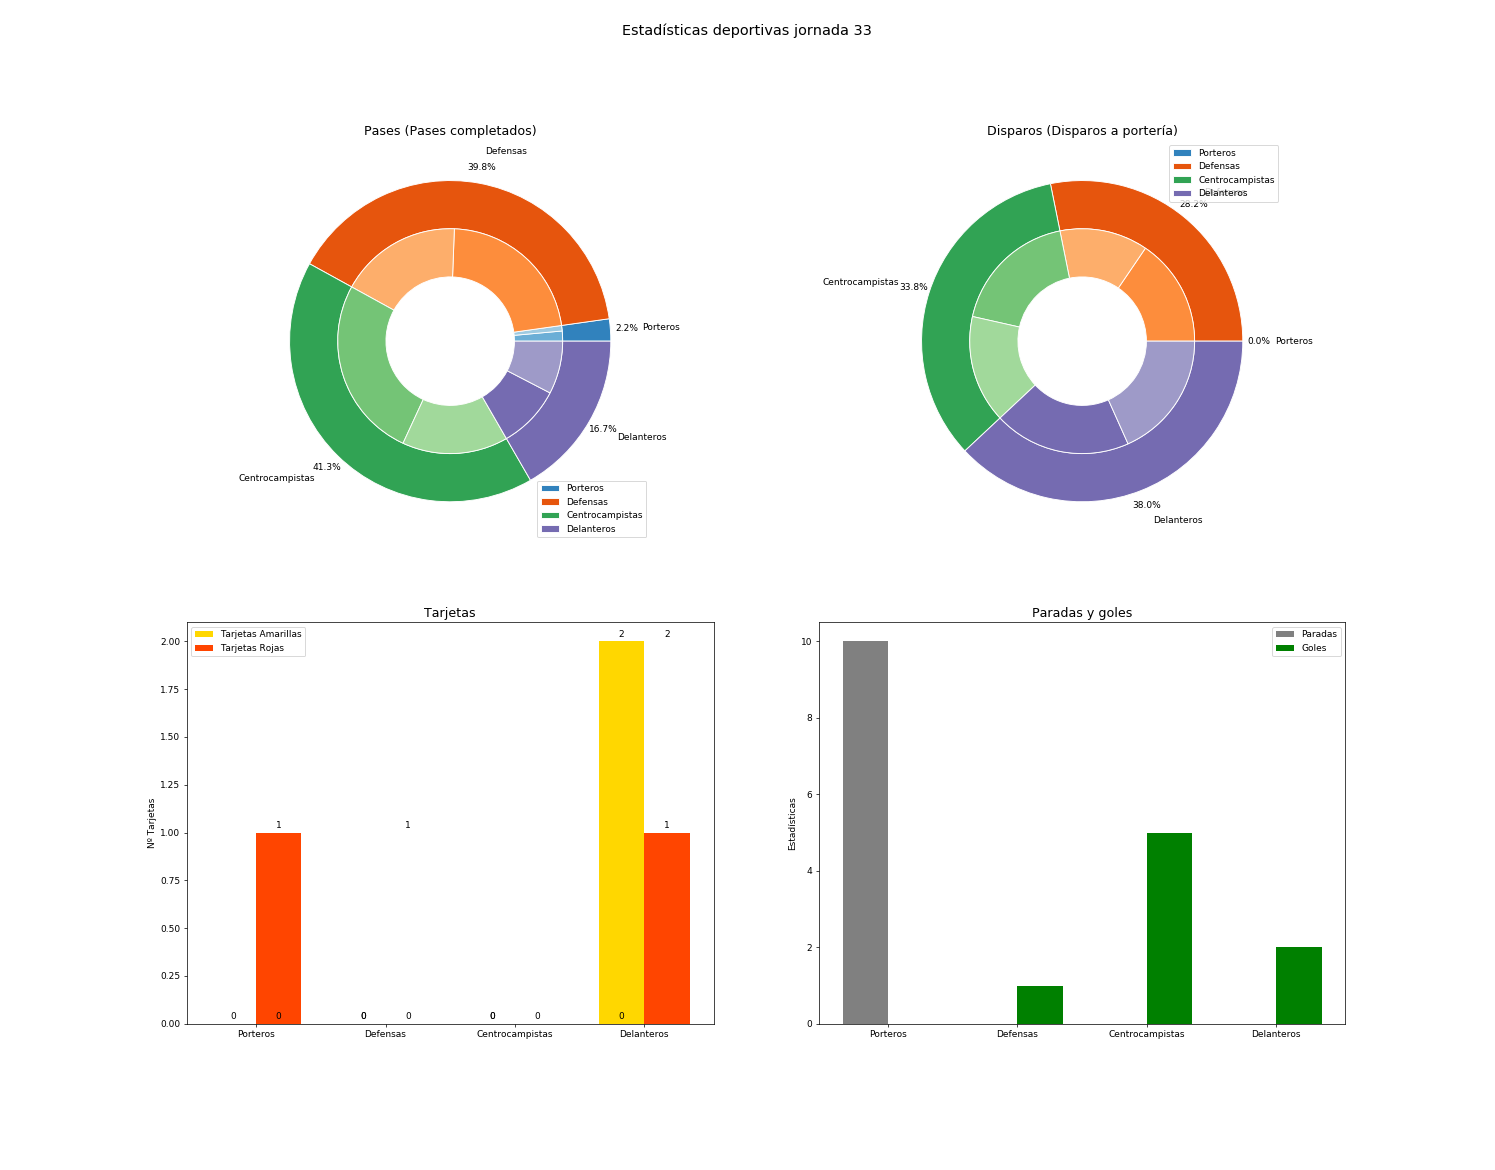 Estadísticas deportivas jornada 33
Pases (Pases completados)
Defensas
39.8%
2.2% Porteros
16.7%
Delanteros
41.3%
Centrocampistas
Porteros
Defensas
Centrocampistas
Delanteros
Disparos (Disparos a portería)
Porteros
Defensas
Centrocampistas
Delanteros
28.2%
Centrocampistas 33.8%
0.0% Porteros
38.0%
Delanteros
Tarjetas
Tarjetas Amarillas
Tarjetas Rojas
Nº Tarjetas
2.00
1.75
1.50
1.25
1.00
0.75
0.50
0.25
0.00
2 2
1 1 1
0 0 0 0 0 0 0
Porteros Defensas Centrocampistas Delanteros
Paradas y goles
Paradas
Goles
Estadísticas
10
8
6
4
2
0
Porteros Defensas Centrocampistas Delanteros